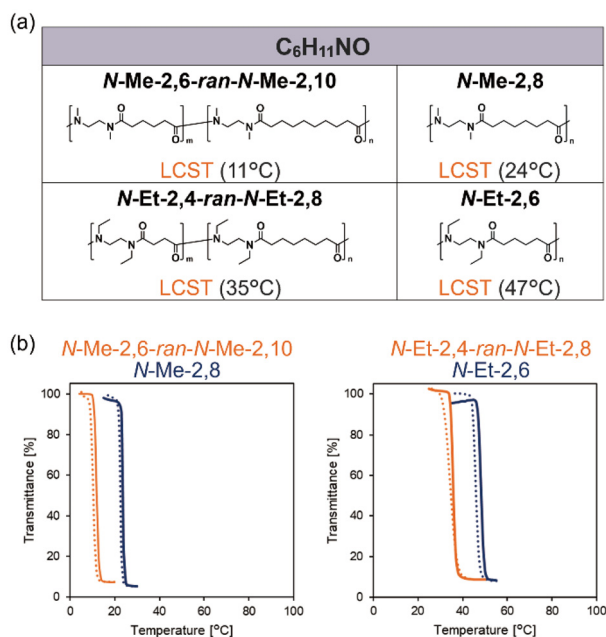 (a)
C₆H₁₁NO
N-Me-2,6-ran-N-Me-2,10
N-Me-2,8
N
N
O
O
m
N
N
O
O
n
N
N
O
O
n
LCST (11°C)
LCST (24°C)
N-Et-2,4-ran-N-Et-2,8
N-Et-2,6
N
N
O
O
m
N
N
O
O
n
N
N
O
O
n
LCST (35°C)
LCST (47°C)
(b)
N-Me-2,6-ran-N-Me-2,10
N-Me-2,8
Transmittance [%]
100
80
60
40
20
0
0 20 40 60 80 100
Temperature [°C]
N-Et-2,4-ran-N-Et-2,8
N-Et-2,6
Transmittance [%]
100
80
60
40
20
0
0 20 40 60 80 100
Temperature [°C]